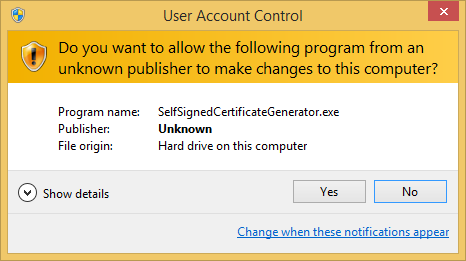 User Account Control
Do you want to allow the following program from an
unknown publisher to make changes to this computer?
Program name: SelfSignedCertificateGenerator.exe
Publisher: Unknown
File origin: Hard drive on this computer
Show details
Yes No
Change when these notifications appear